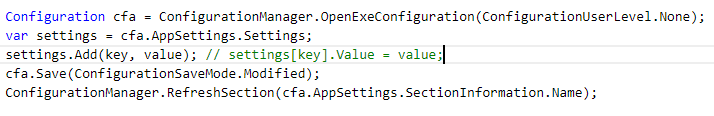 Configuration cfa = ConfigurationManager.OpenExeConfiguration(ConfigurationUserLevel.None);
var settings = cfa.AppSettings.Settings;
settings.Add(key, value); // settings[key].Value = value;
cfa.Save(ConfigurationSaveMode.Modified);
ConfigurationManager.RefreshSection(cfa.AppSettings.SectionInformation.Name);